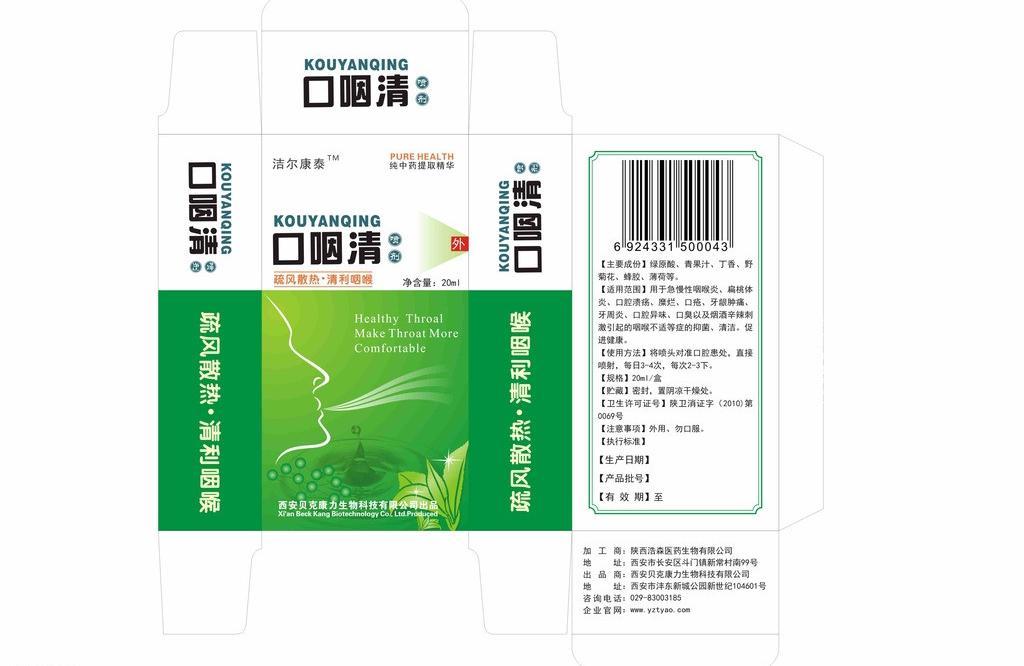 KOUYANQING
口咽清
喷剂
KOUYANQING
口咽清
喷剂
疏风散热·清利咽喉
洁尔康泰™
PURE HEALTH
纯中药提取精华
KOUYANQING
口咽清
喷剂
外
疏风散热·清利咽喉
净含量：20ml
Healthy Throal
Make Throat More
Comfortable
西安贝克康力生物科技有限公司出品
Xi'an Beck Kang Biotechnology Co., Ltd.Produced
KOUYANQING
口咽清
喷剂
疏风散热·清利咽喉
6 924331 500043
【主要成份】绿原酸、青果汁、丁香、野
菊花、蜂胶、薄荷等。
【适用范围】用于急慢性咽喉炎、扁桃体
炎、口腔溃疡、糜烂、口疮、牙龈肿痛、
牙周炎、口腔异味、口臭以及烟酒辛辣刺
激引起的咽喉不适等症的抑菌、清洁。促
进健康。
【使用方法】将喷头对准口腔患处，直接
喷射，每日3-4次，每次2-3下。
【规格】20ml/盒
【贮藏】密封，置阴凉干燥处。
【卫生许可证号】陕卫消证字（2010)第
0069号
【注意事项】外用、勿口服。
【执行标准】
【生产日期】
【产品批号】
【有 效 期】至
加 工 商：陕西浩森医药生物有限公司
地 址：西安市长安区斗门镇新常村南99号
出 品 商：西安贝克康力生物科技有限公司
地 址：西安市沣东新城公园新世纪104601号
咨询电话：029-83003185
企业官网：www.yztyao.com